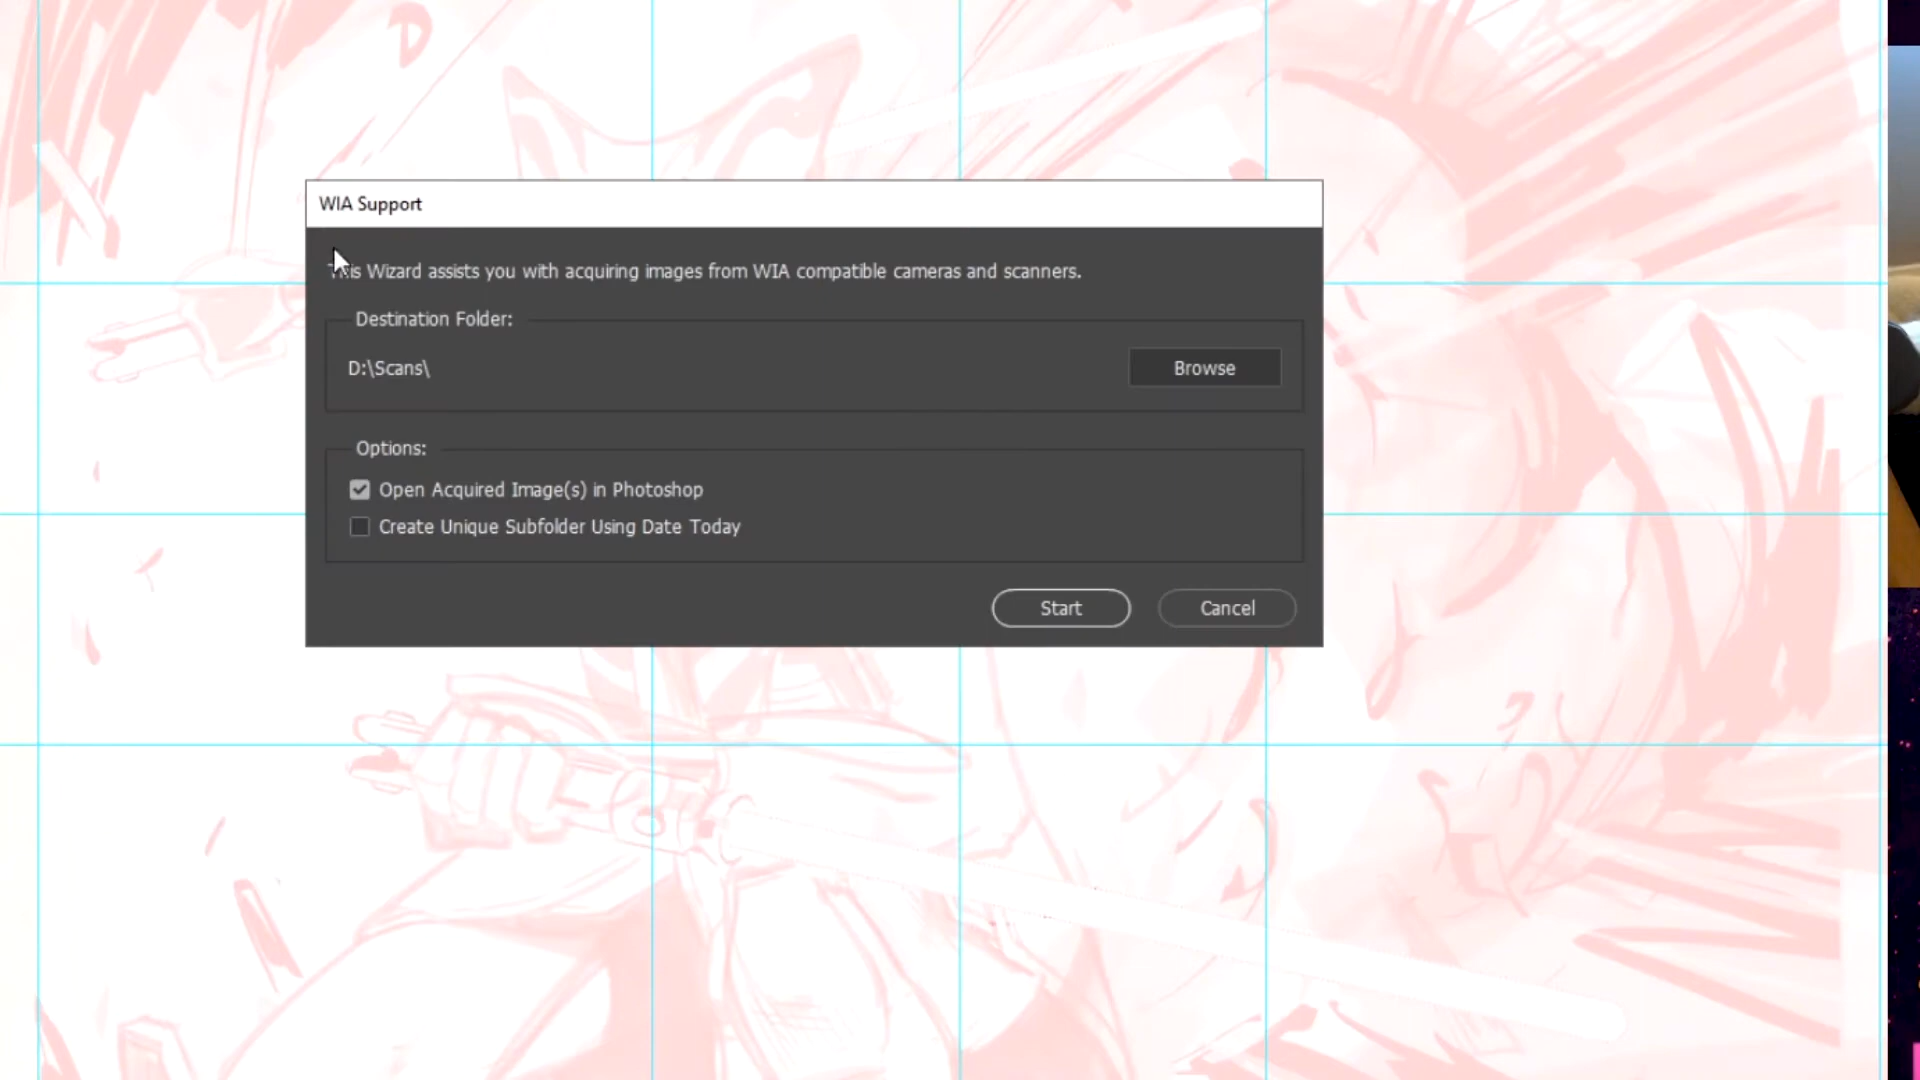 WIA Support
This Wizard assists you with acquiring images from WIA compatible cameras and scanners.
Destination Folder:
D:\Scans\
Browse
Options:
Open Acquired Image(s) in Photoshop
Create Unique Subfolder Using Date Today
Start
Cancel